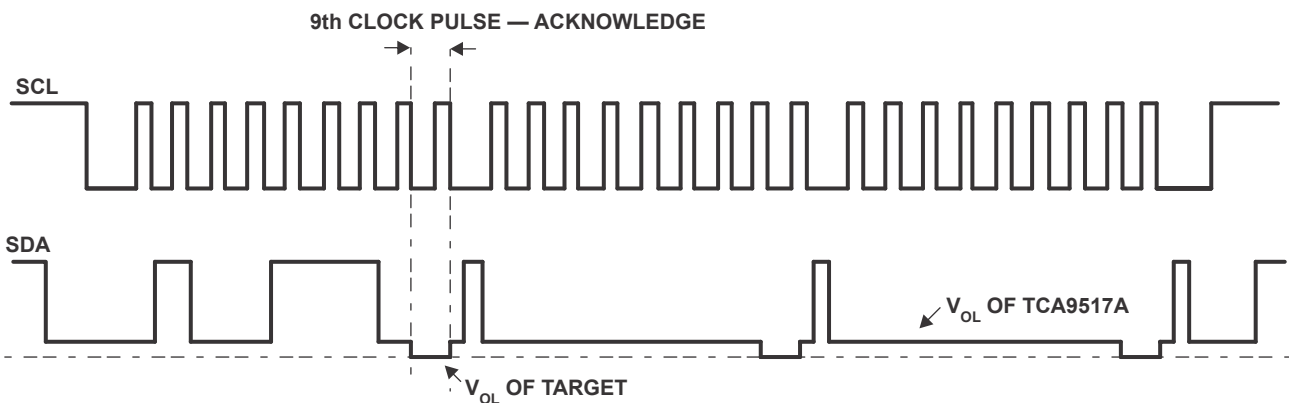 9th CLOCK PULSE — ACKNOWLEDGE
SCL
SDA
VOL OF TCA9517A
VOL OF TARGET